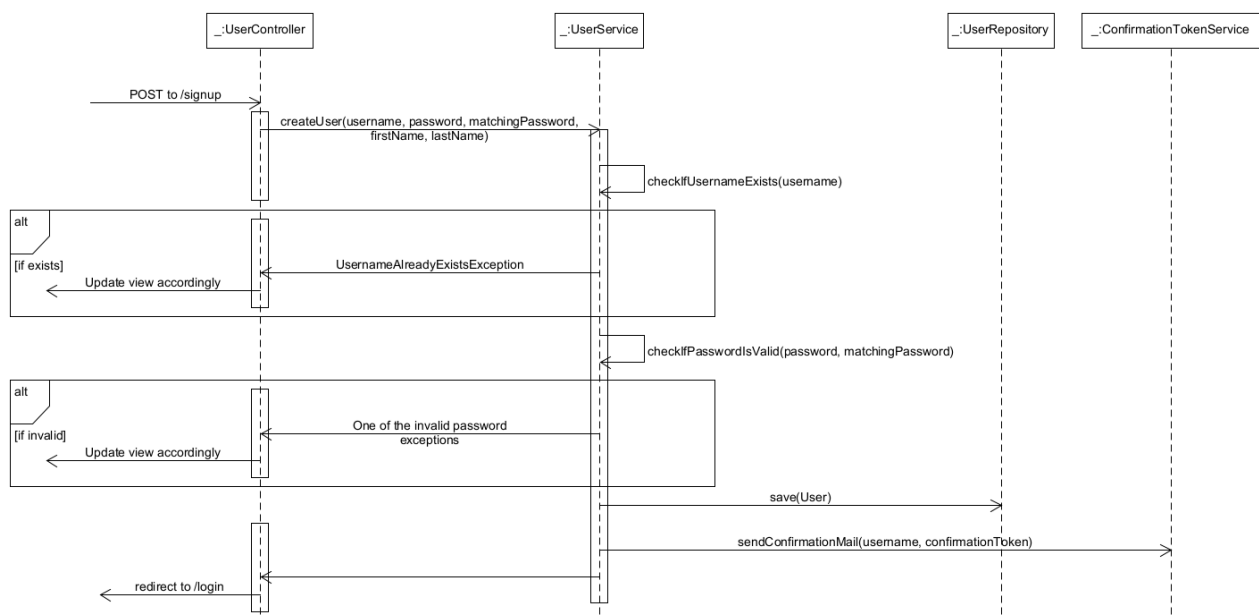 _:UserController
_:UserService
_:UserRepository
_:ConfirmationTokenService
POST to /signup
createUser(username, password, matchingPassword,
firstName, lastName)
checkIfUsernameExists(username)
alt
[if exists]
UsernameAlreadyExistsException
Update view accordingly
checkIfPasswordIsValid(password, matchingPassword)
alt
[if invalid]
One of the invalid password
exceptions
Update view accordingly
save(User)
sendConfirmationMail(username, confirmationToken)
redirect to /login